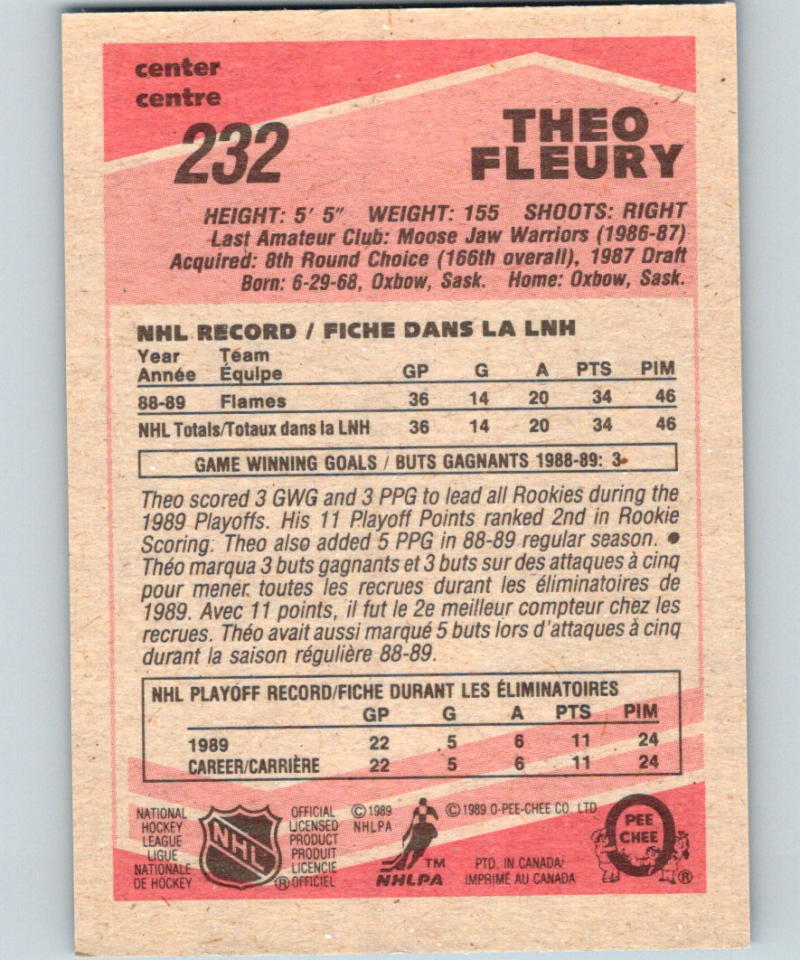 center
centre
232
THEO
FLEURY
HEIGHT: 5' 5" WEIGHT: 155 SHOOTS: RIGHT
Last Amateur Club: Moose Jaw Warriors (1986-87)
Acquired: 8th Round Choice (166th overall), 1987 Draft
Born: 6-29-68, Oxbow, Sask. Home: Oxbow, Sask.
NHL RECORD / FICHE DANS LA LNH
Year Team
Année Équipe GP G A PTS PIM
88-89 Flames 36 14 20 34 46
NHL Totals/Totaux dans la LNH 36 14 20 34 46
GAME WINNING GOALS / BUTS GAGNANTS 1988-89: 3
Theo scored 3 GWG and 3 PPG to lead all Rookies during the
1989 Playoffs. His 11 Playoff Points ranked 2nd in Rookie
Scoring. Theo also added 5 PPG in 88-89 regular season. ●
Théo marqua 3 buts gagnants et 3 buts sur des attaques à cinq
pour mener toutes les recrues durant les éliminatoires de
1989. Avec 11 points, il fut le 2e meilleur compteur chez les
recrues. Théo avait aussi marqué 5 buts lors d'attaques à cinq
durant la saison régulière 88-89.
NHL PLAYOFF RECORD/FICHE DURANT LES ÉLIMINATOIRES
GP G A PTS PIM
1989 22 5 6 11 24
CAREER/CARRIÈRE 22 5 6 11 24
NATIONAL
HOCKEY
LEAGUE
LIGUE
NATIONALE
DE HOCKEY
NHL
®
OFFICIAL
LICENSED
PRODUCT
PRODUIT
LICENCIÉ
OFFICIEL
© 1989
NHLPA
TM
NHLPA
© 1989 O-PEE-CHEE CO. LTD.
PTD. IN CANADA/
IMPRIMÉ AU CANADA
PEE
CHEE
®